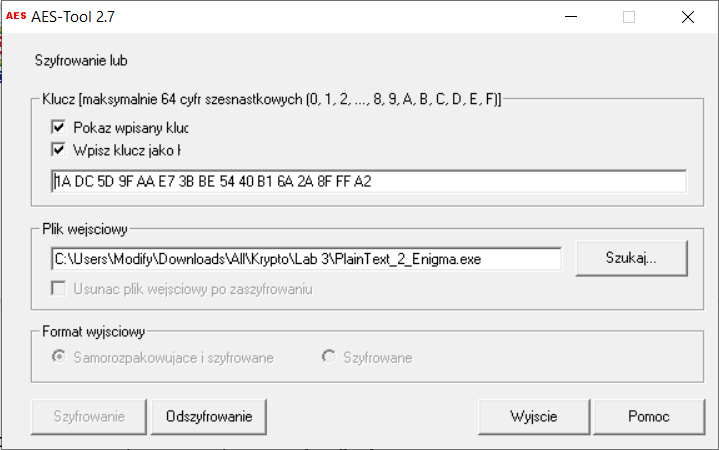 AES AES-Tool 2.7
Szyfrowanie lub
Klucz [maksymalnie 64 cyfr szesnastkowych (0, 1, 2, ..., 8, 9, A, B, C, D, E, F)]
Pokaz wpisany kluc
Wpisz klucz jako h
1A DC 5D 9F AA E7 3B BE 54 40 B1 6A 2A 8F FF A2
Plik wejsciowy
C:\Users\Modify\Downloads\All\Krypto\Lab 3\PlainText_2_Enigma.exe
Szukaj...
Usunac plik wejsciowy po zaszyfrowaniu
Format wyjsciowy
Samorozpakowujace i szyfrowane Szyfrowane
Szyfrowanie Odszyfrowanie Wyjscie Pomoc